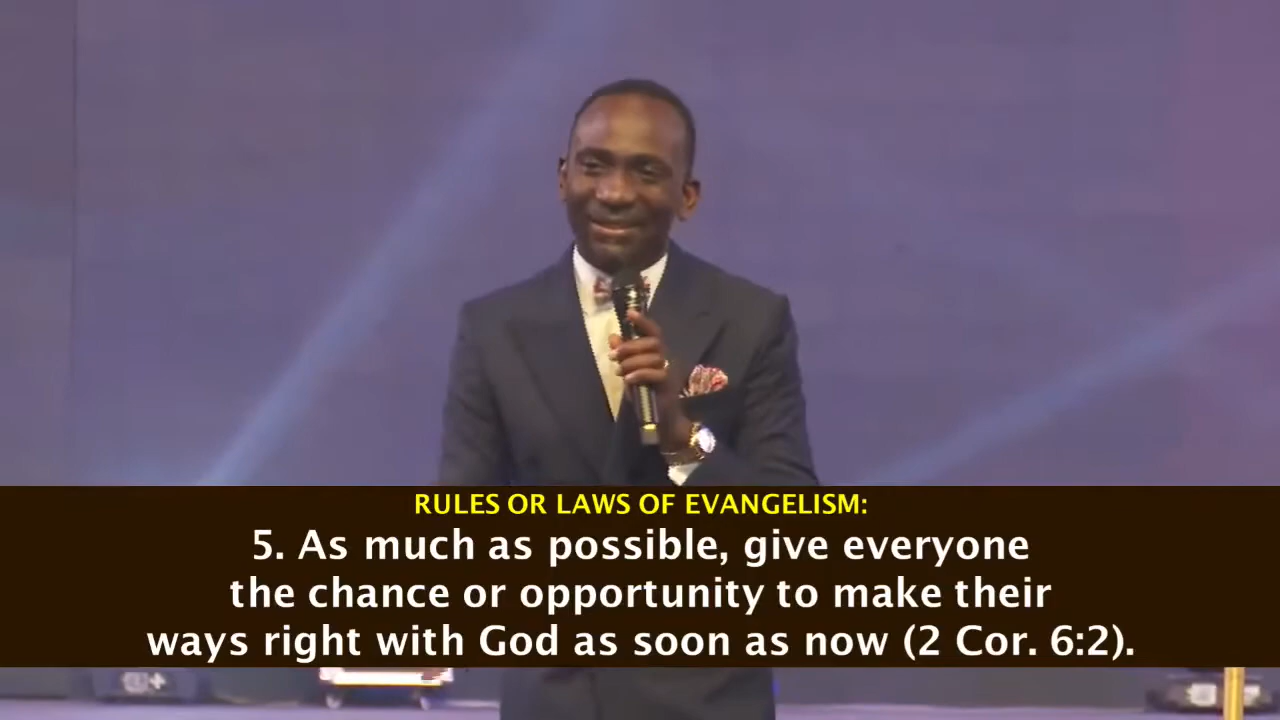 RULES OR LAWS OF EVANGELISM:
5. As much as possible, give everyone
the chance or opportunity to make their
ways right with God as soon as now (2 Cor. 6:2).